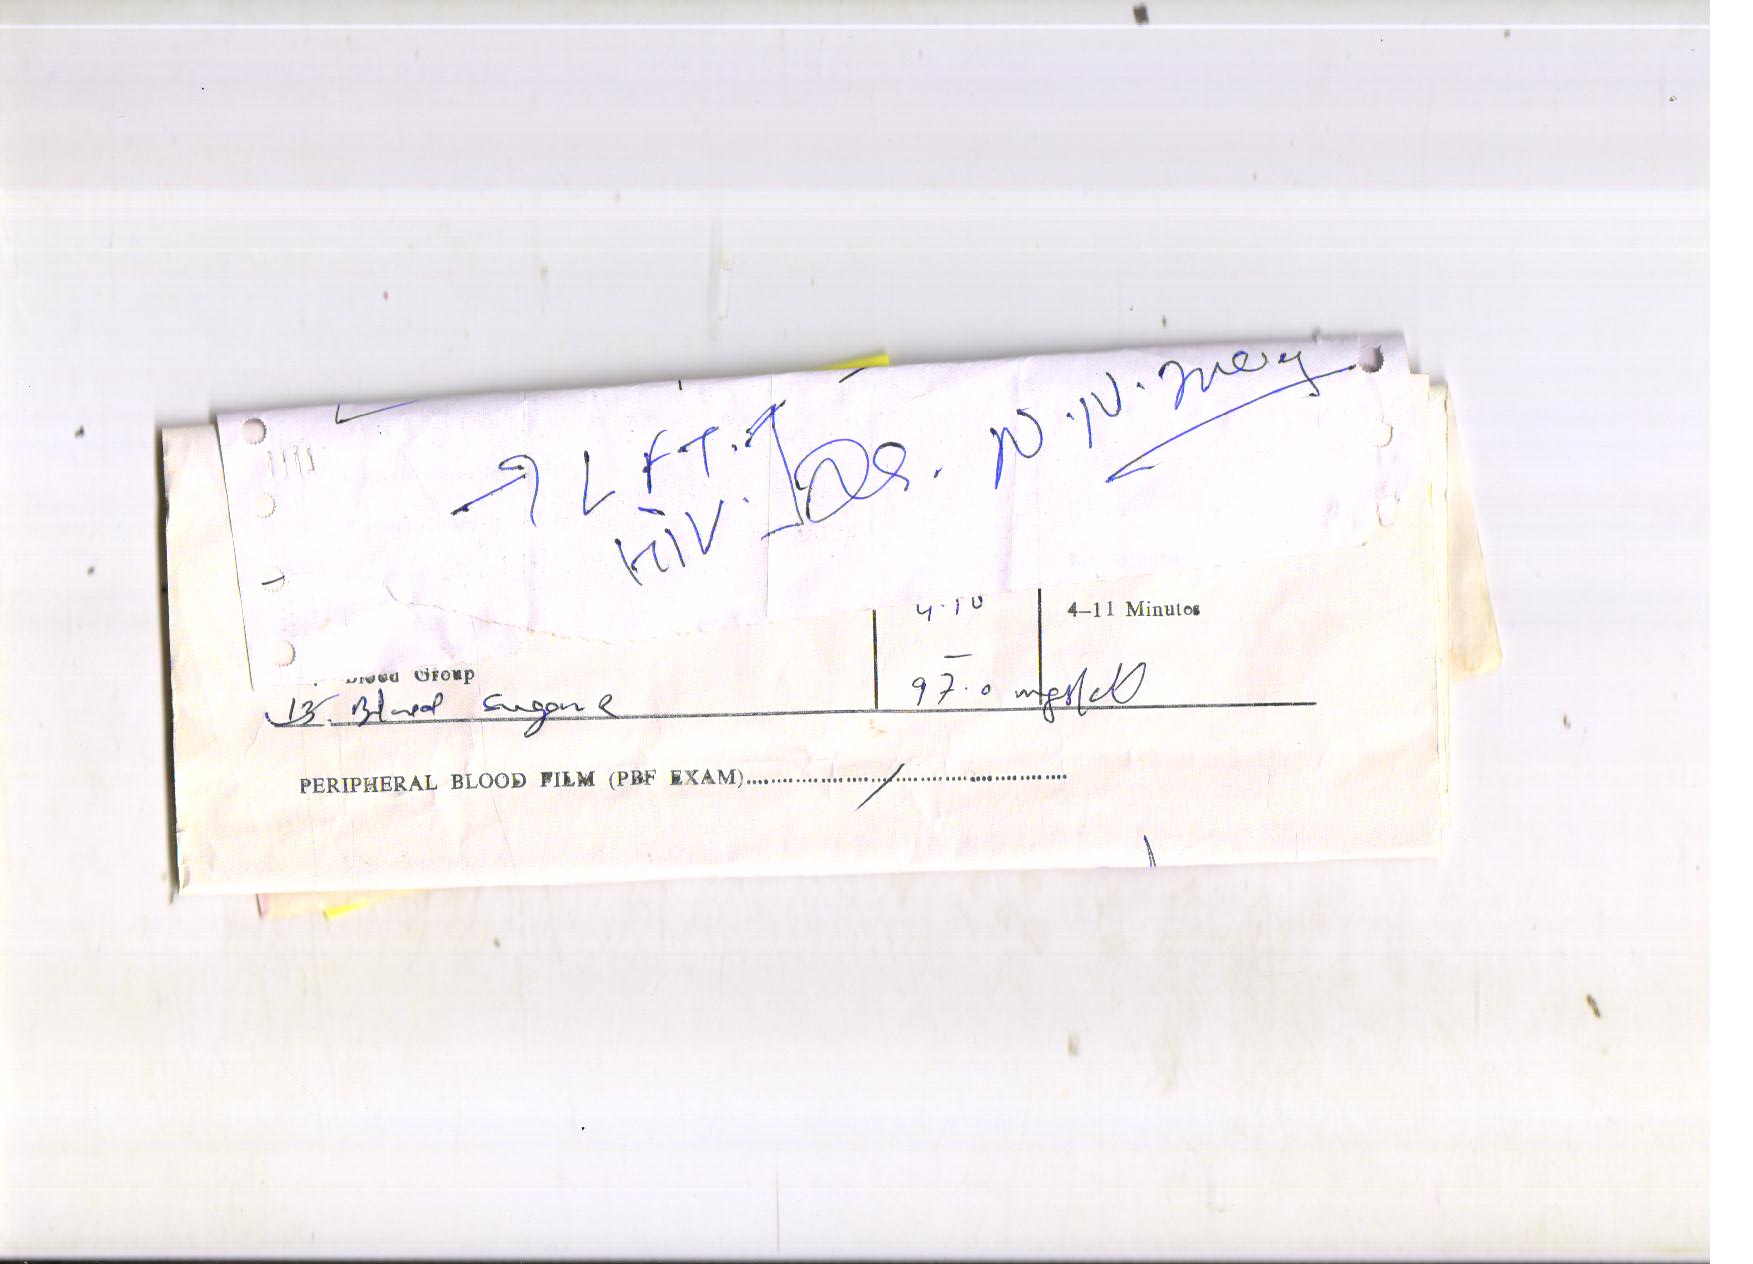 → LFT.
HIV. Dr. N.N.
4.10 4–11 Minutes
Blood Group –
13. Blood Sugar R 97.0 mgs/dl
PERIPHERAL BLOOD FILM (PBF EXAM)..............................